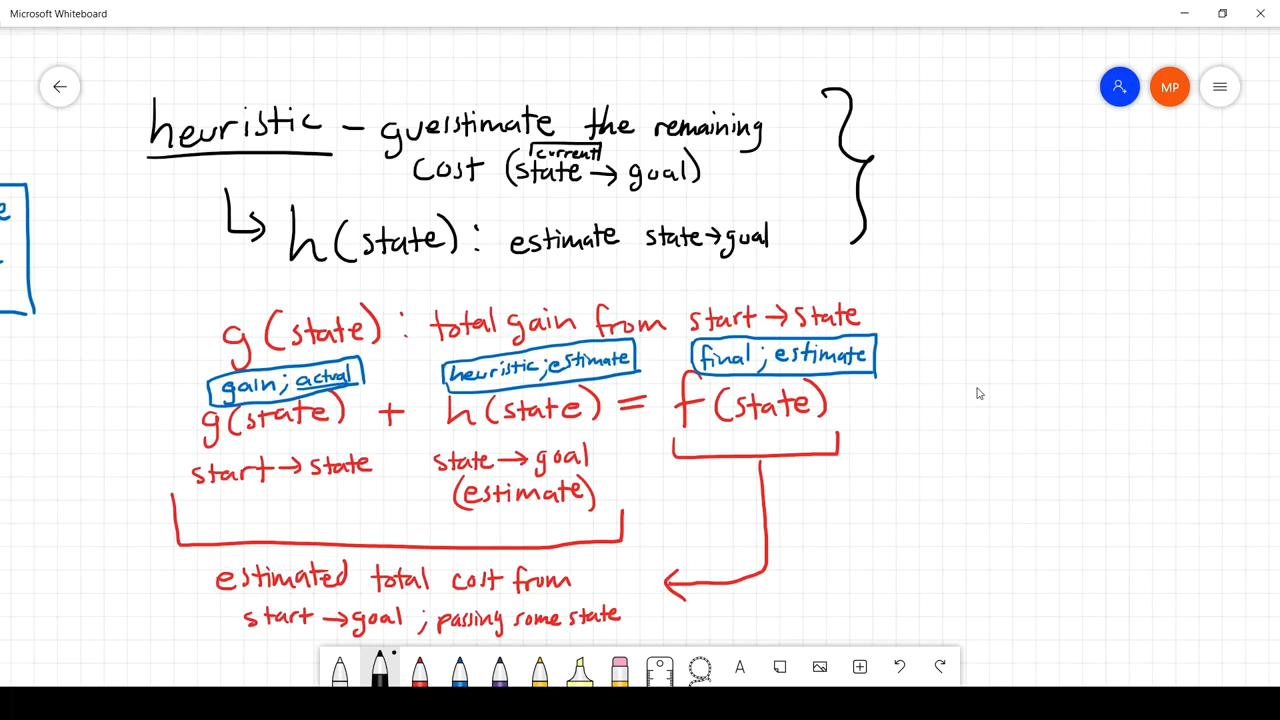 Microsoft Whiteboard
MP
heuristic - guesstimate the remaining
current
cost (state → goal)
h(state): estimate state→goal
g(state): total gain from start → state
gain; actual heuristic; estimate final; estimate
g(state) + h(state) = f(state)
start → state state → goal
(estimate)
estimated total cost from
start → goal ; passing some state
A